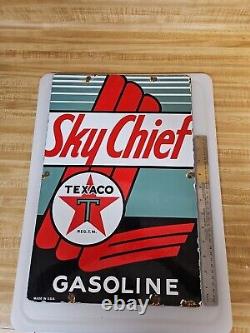 Sky Chief
TEXACO
T
REG.T.M.
GASOLINE
MADE IN U.S.A.